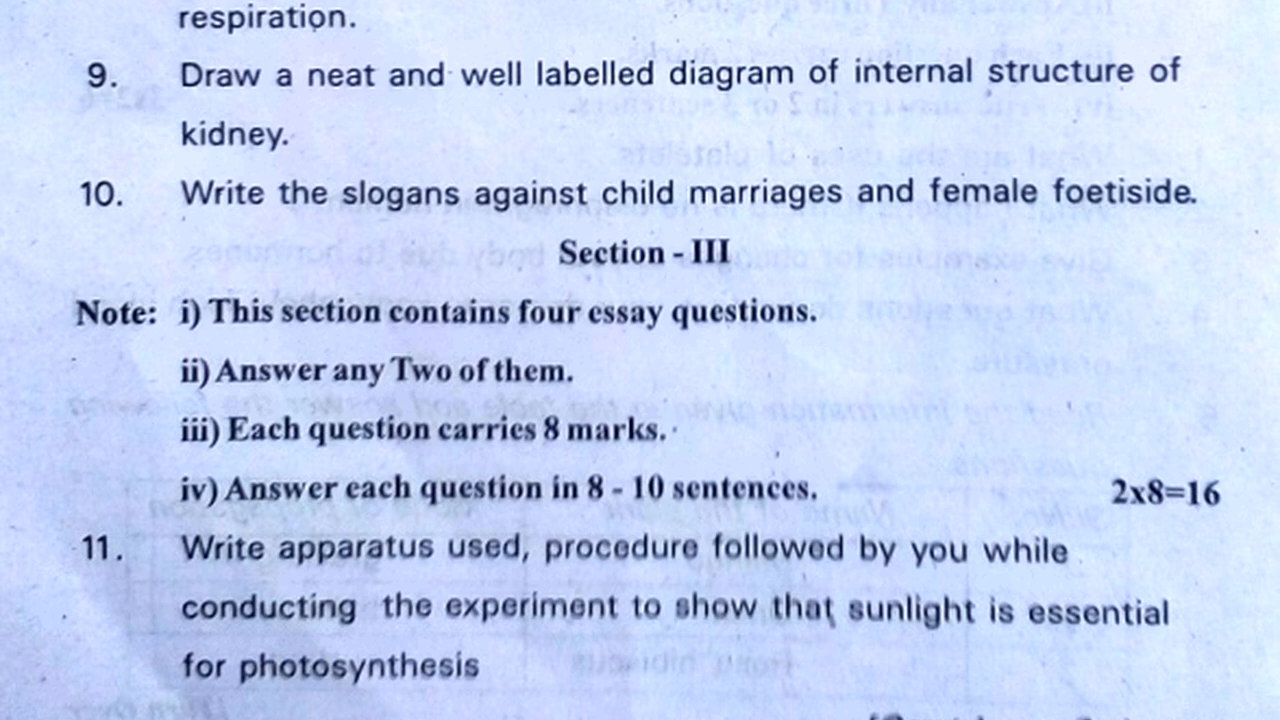 respiration.
9. Draw a neat and well labelled diagram of internal structure of
kidney.
10. Write the slogans against child marriages and female foetiside.
Section - III
Note: i) This section contains four essay questions.
ii) Answer any Two of them.
iii) Each question carries 8 marks.
iv) Answer each question in 8 - 10 sentences. 2x8=16
11. Write apparatus used, procedure followed by you while
conducting the experiment to show that sunlight is essential
for photosynthesis